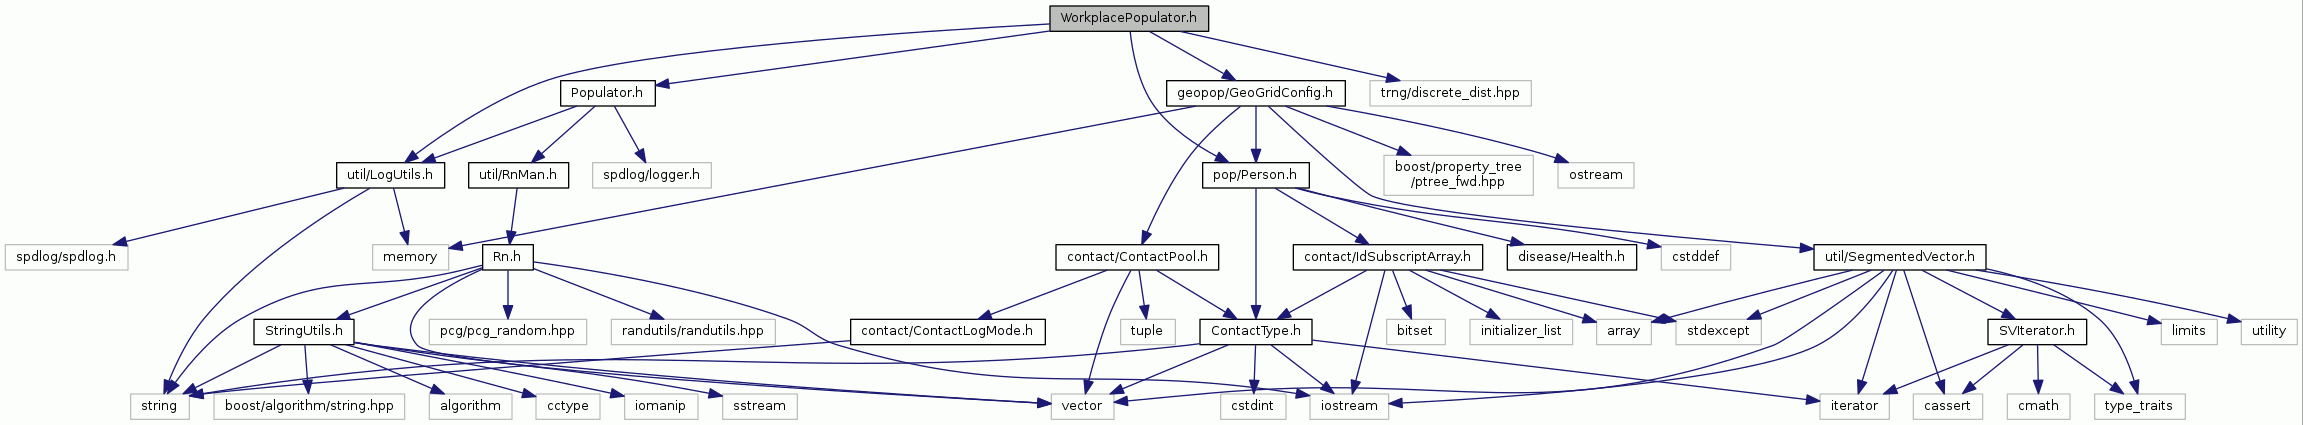 WorkplacePopulator.h
Populator.h
geopop/GeoGridConfig.h
trng/discrete_dist.hpp
util/LogUtils.h
util/RnMan.h
spdlog/logger.h
pop/Person.h
boost/property_tree
/ptree_fwd.hpp
ostream
spdlog/spdlog.h
memory
Rn.h
contact/ContactPool.h
contact/IdSubscriptArray.h
disease/Health.h
cstddef
util/SegmentedVector.h
StringUtils.h
pcg/pcg_random.hpp
randutils/randutils.hpp
contact/ContactLogMode.h
tuple
ContactType.h
bitset
initializer_list
array
stdexcept
SVIterator.h
limits
utility
string
boost/algorithm/string.hpp
algorithm
cctype
iomanip
sstream
vector
cstdint
iostream
iterator
cassert
cmath
type_traits